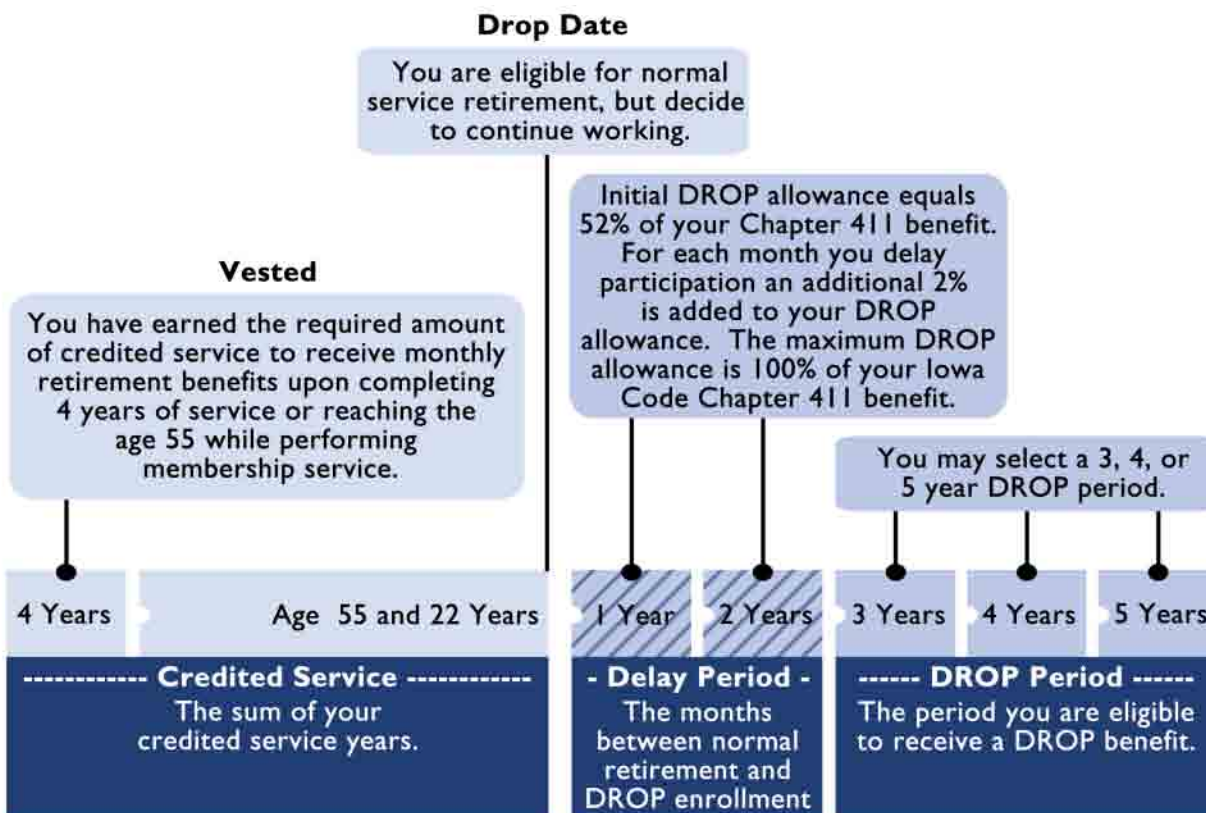 Drop Date
You are eligible for normal
service retirement, but decide
to continue working.
Initial DROP allowance equals
52% of your Chapter 411 benefit.
For each month you delay
participation an additional 2%
is added to your DROP
allowance. The maximum DROP
allowance is 100% of your Iowa
Code Chapter 411 benefit.
Vested
You have earned the required amount
of credited service to receive monthly
retirement benefits upon completing
4 years of service or reaching the
age 55 while performing
membership service.
You may select a 3, 4, or
5 year DROP period.
4 Years
Age 55 and 22 Years
1 Year
2 Years
3 Years
4 Years
5 Years
------------ Credited Service ------------
The sum of your
credited service years.
- Delay Period -
The months
between normal
retirement and
DROP enrollment
------ DROP Period ------
The period you are eligible
to receive a DROP benefit.